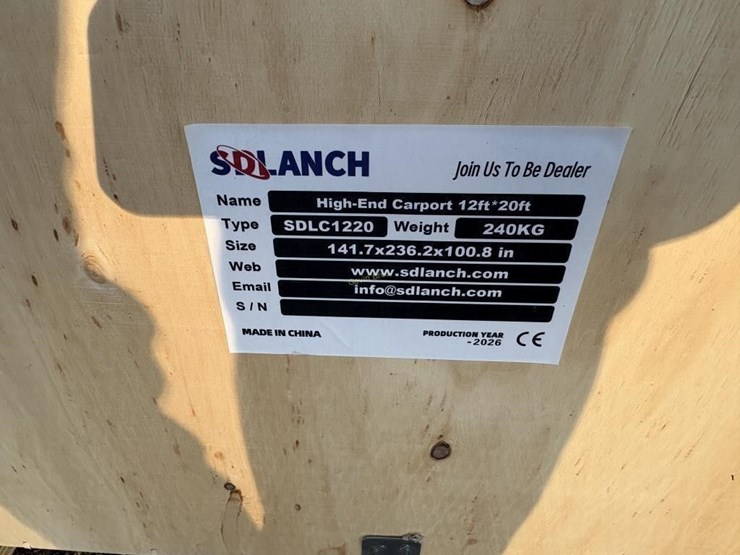 SDLANCH Join Us To Be Dealer
Name High-End Carport 12ft*20ft
Type SDLC1220 Weight 240KG
Size 141.7x236.2x100.8 in
Web www.sdlanch.com
Email info@sdlanch.com
S / N
MADE IN CHINA PRODUCTION YEAR
-2026 CE